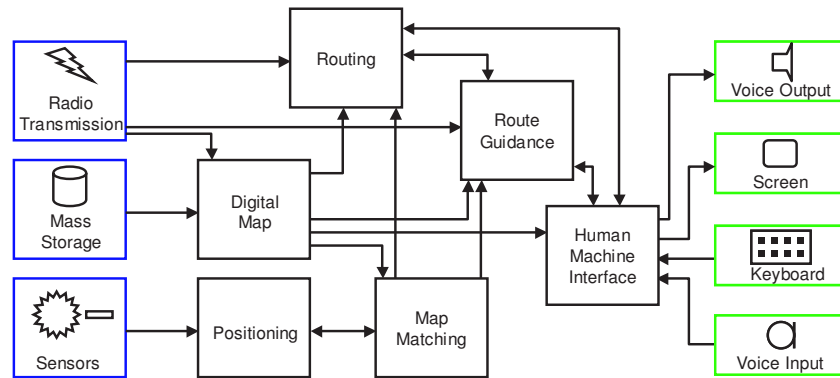 Radio
Transmission
Mass
Storage
Sensors
Routing
Route
Guidance
Digital
Map
Positioning
Map
Matching
Human
Machine
Interface
Voice Output
Screen
Keyboard
Voice Input